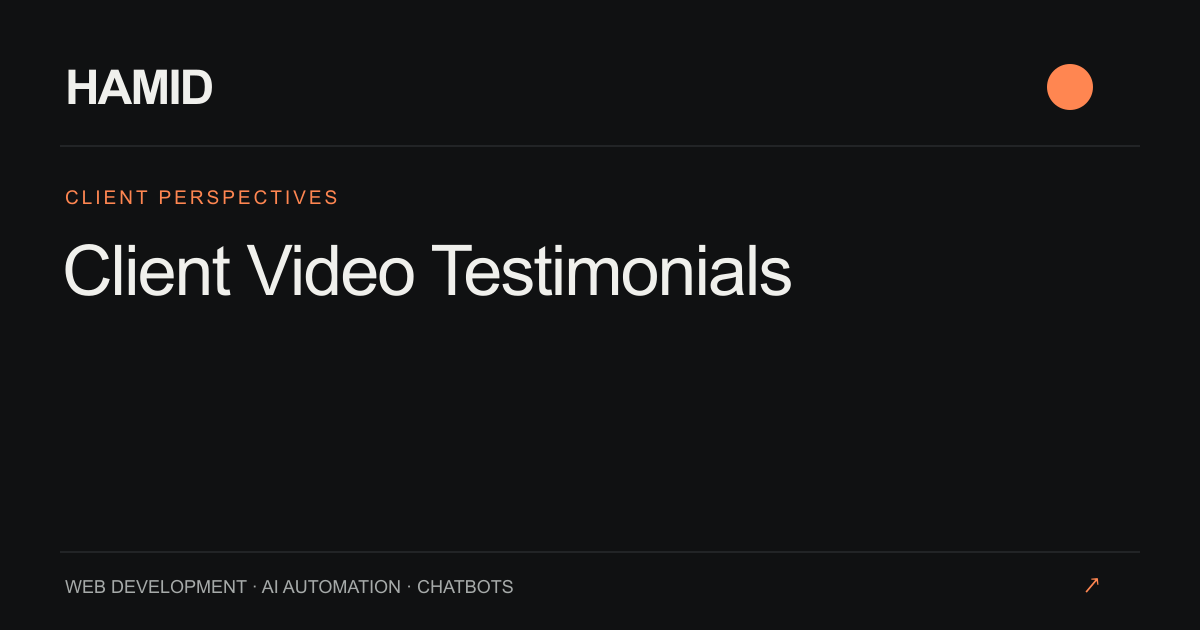 HAMID
CLIENT PERSPECTIVES
Client Video Testimonials
WEB DEVELOPMENT · AI AUTOMATION · CHATBOTS ↗